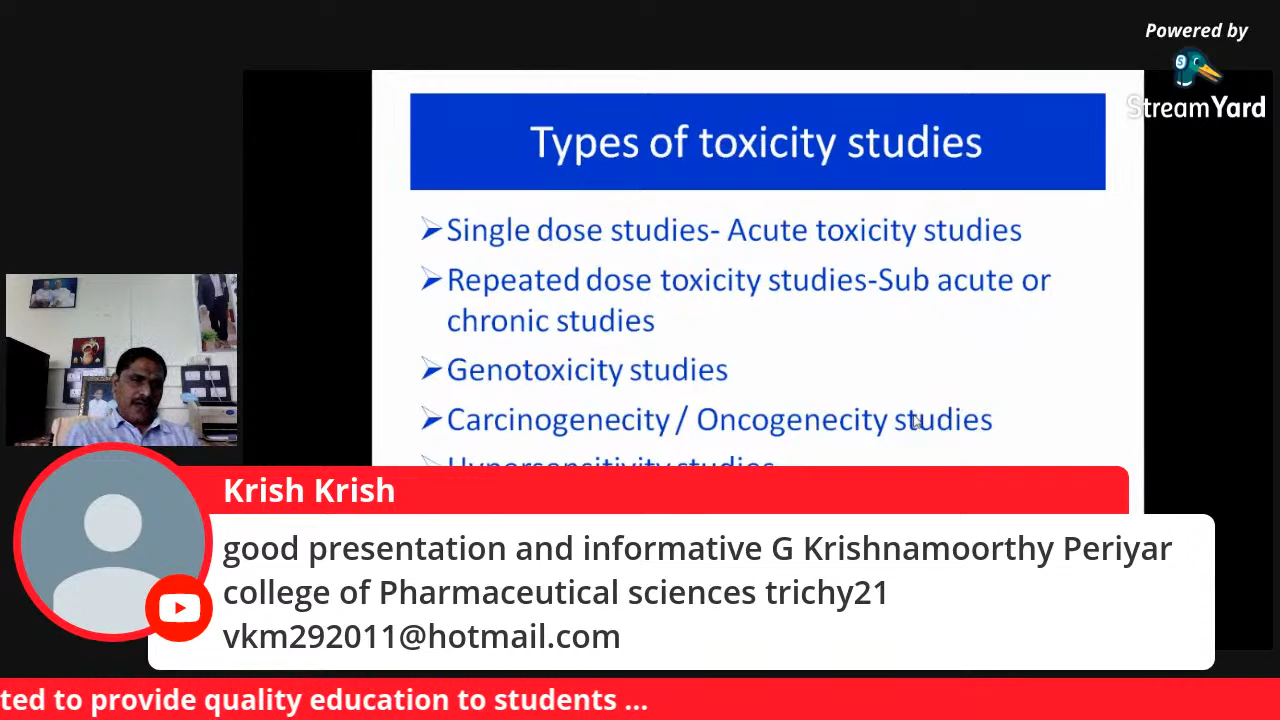 Powered by
StreamYard
Types of toxicity studies
➢Single dose studies- Acute toxicity studies
➢Repeated dose toxicity studies-Sub acute or
chronic studies
➢Genotoxicity studies
➢Carcinogenecity / Oncogenecity studies
➢Hypersensitivity studies
Krish Krish
good presentation and informative G Krishnamoorthy Periyar
college of Pharmaceutical sciences trichy21
vkm292011@hotmail.com
ted to provide quality education to students ...